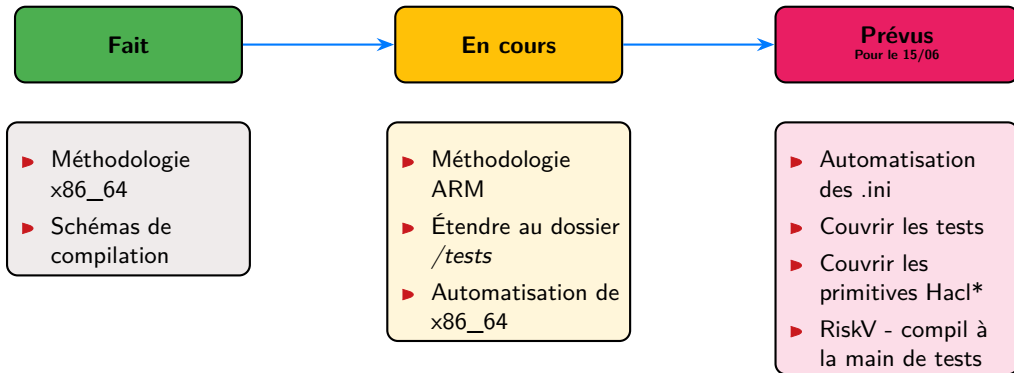 Fait
En cours
Prévus
Pour le 15/06
Méthodologie
x86_64
Schémas de
compilation
Méthodologie
ARM
Étendre au dossier
/tests
Automatisation de
x86_64
Automatisation
des .ini
Couvrir les tests
Couvrir les
primitives Hacl*
RiskV - compil à
la main de tests